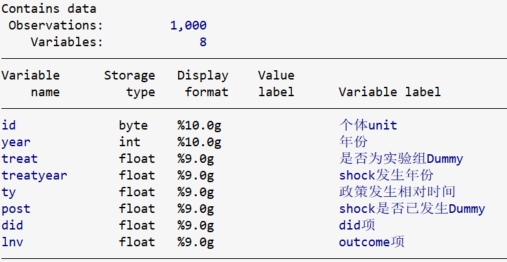 Contains data
Observations: 1,000
Variables: 8
Variable Storage Display Value
name type format label Variable label
id byte %10.0g 个体unit
year int %10.0g 年份
treat float %9.0g 是否为实验组Dummy
treatyear float %9.0g shock发生年份
ty float %9.0g 政策发生相对时间
post float %9.0g shock是否已发生Dummy
did float %9.0g did项
lnv float %9.0g outcome项